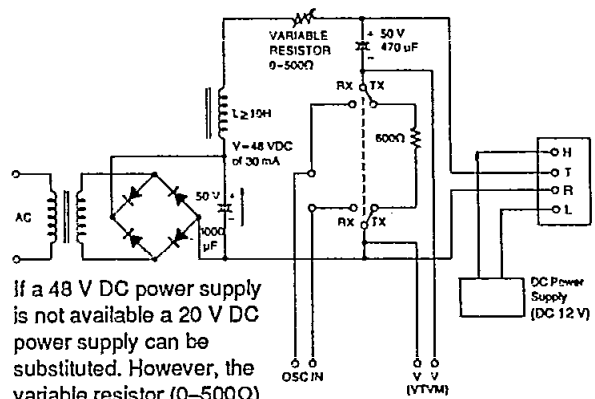 VARIABLE
RESISTOR
0–500Ω
+ 50 V
470 µF
–
RX TX
L≥10H
V=48 VDC
of 30 mA
600Ω
H
T
R
L
AC
50 V +
1000
µF
–
RX TX
DC Power
Supply
(DC 12 V)
If a 48 V DC power supply
is not available a 20 V DC
power supply can be
substituted. However, the
variable resistor (0–500Ω)
OSC IN
V V
(VTVM)